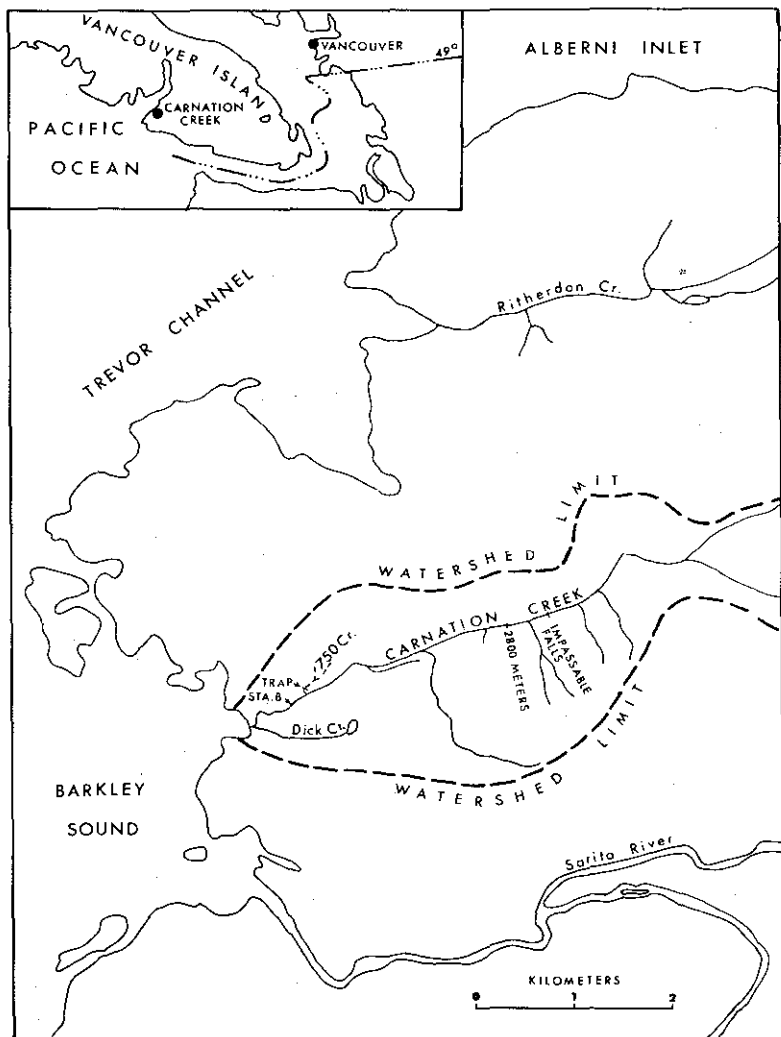 VANCOUVER ISLAND
VANCOUVER
49°
CARNATION
CREEK
PACIFIC
OCEAN
ALBERNI INLET
TREVOR CHANNEL
Ritherdon Cr.
WATERSHED LIMIT
CARNATION CREEK
750 Cr.
TRAP
STA. B
2800 METERS
IMPASSABLE
FALLS
Dick Cr.
WATERSHED LIMIT
BARKLEY
SOUND
Sarita River
KILOMETERS
0 1 2